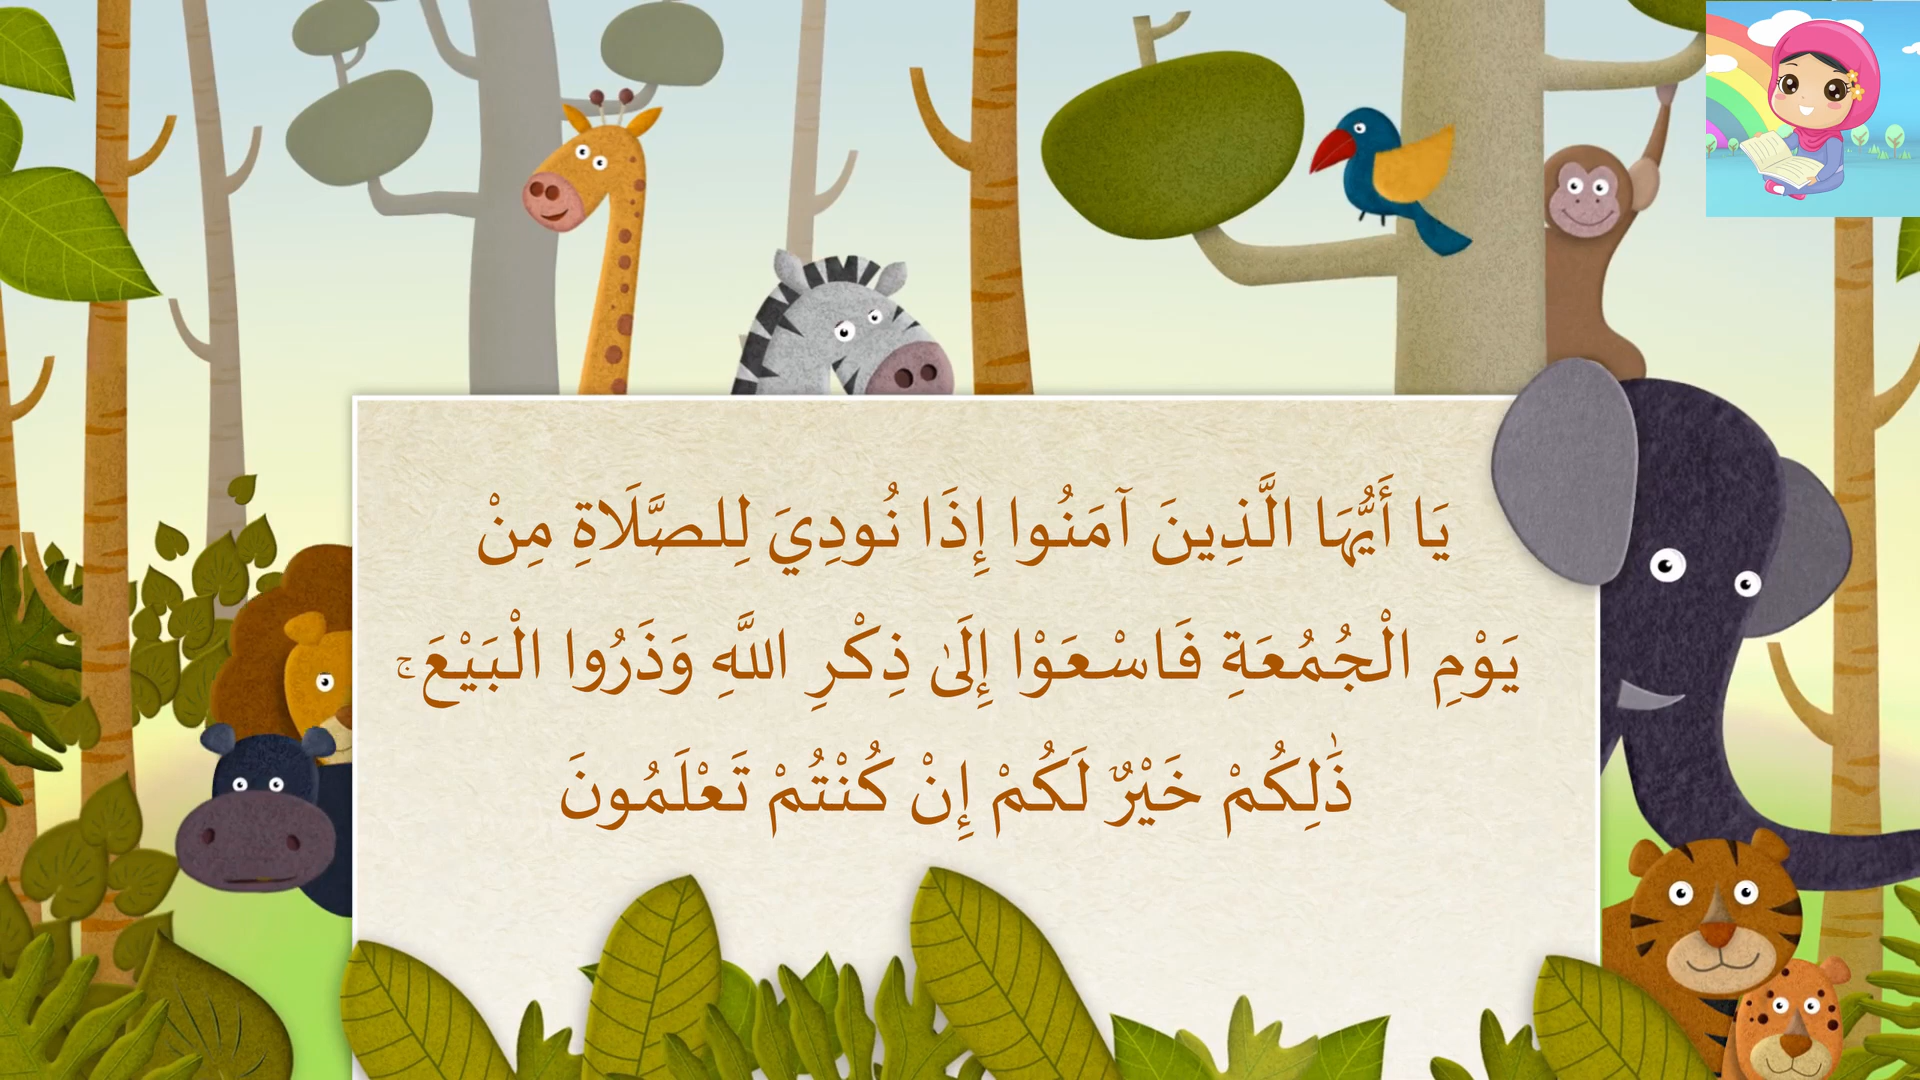 يَا أَيُّهَا الَّذِينَ آمَنُوا إِذَا نُودِيَ لِلصَّلَاةِ مِنْ
يَوْمِ الْجُمُعَةِ فَاسْعَوْا إِلَىٰ ذِكْرِ اللَّهِ وَذَرُوا الْبَيْعَ ۚ
ذَٰلِكُمْ خَيْرٌ لَكُمْ إِنْ كُنْتُمْ تَعْلَمُونَ